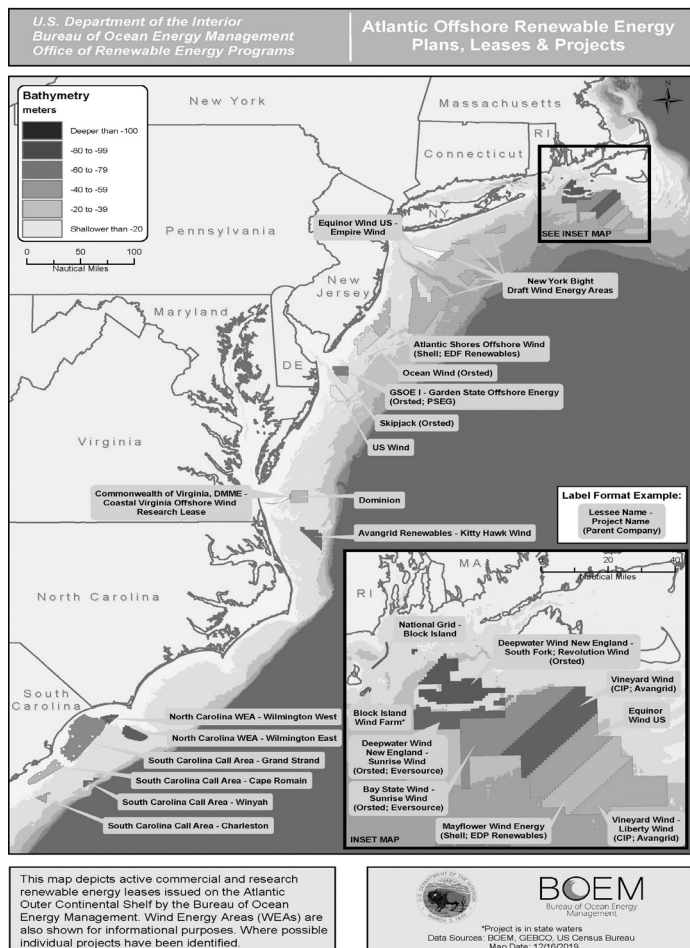 U.S. Department of the Interior
Bureau of Ocean Energy Management
Office of Renewable Energy Programs
Atlantic Offshore Renewable Energy
Plans, Leases & Projects
Bathymetry
meters
Deeper than -100
-80 to -99
-60 to -79
-40 to -59
-20 to -39
Shallower than -20
0 50 100
Nautical Miles
N
New York
Massachusetts
RI
Connecticut
SEE INSET MAP
NY
Equinor Wind US -
Empire Wind
Pennsylvania
New York Bight
Draft Wind Energy Areas
New
Jersey
Maryland
Atlantic Shores Offshore Wind
(Shell; EDF Renewables)
DE
Ocean Wind (Orsted)
GSOE I - Garden State Offshore Energy
(Orsted; PSEG)
Skipjack (Orsted)
Virginia
US Wind
Commonwealth of Virginia, DMME -
Coastal Virginia Offshore Wind
Research Lease
Dominion
Label Format Example:
Lessee Name -
Project Name
(Parent Company)
Avangrid Renewables - Kitty Hawk Wind
North Carolina
South
Carolina
North Carolina WEA - Wilmington West
North Carolina WEA - Wilmington East
South Carolina Call Area - Grand Strand
South Carolina Call Area - Cape Romain
South Carolina Call Area - Winyah
South Carolina Call Area - Charleston
0 20 40
Nautical Miles
MA
RI
National Grid -
Block Island
Deepwater Wind New England -
South Fork; Revolution Wind
(Orsted)
Vineyard Wind
(CIP; Avangrid)
Block Island
Wind Farm*
Equinor
Wind US
Deepwater Wind
New England -
Sunrise Wind
(Orsted; Eversource)
Bay State Wind -
Sunrise Wind
(Orsted; Eversource)
Mayflower Wind Energy
(Shell; EDP Renewables)
Vineyard Wind -
Liberty Wind
(CIP; Avangrid)
INSET MAP
This map depicts active commercial and research
renewable energy leases issued on the Atlantic
Outer Continental Shelf by the Bureau of Ocean
Energy Management. Wind Energy Areas (WEAs) are
also shown for informational purposes. Where possible
individual projects have been identified.
U.S. DEPARTMENT OF THE INTERIOR
MARCH 3, 1849
BOEM
Bureau of Ocean Energy
Management
*Project is in state waters
Data Sources: BOEM, GEBCO, US Census Bureau
Map Date: 12/16/2019